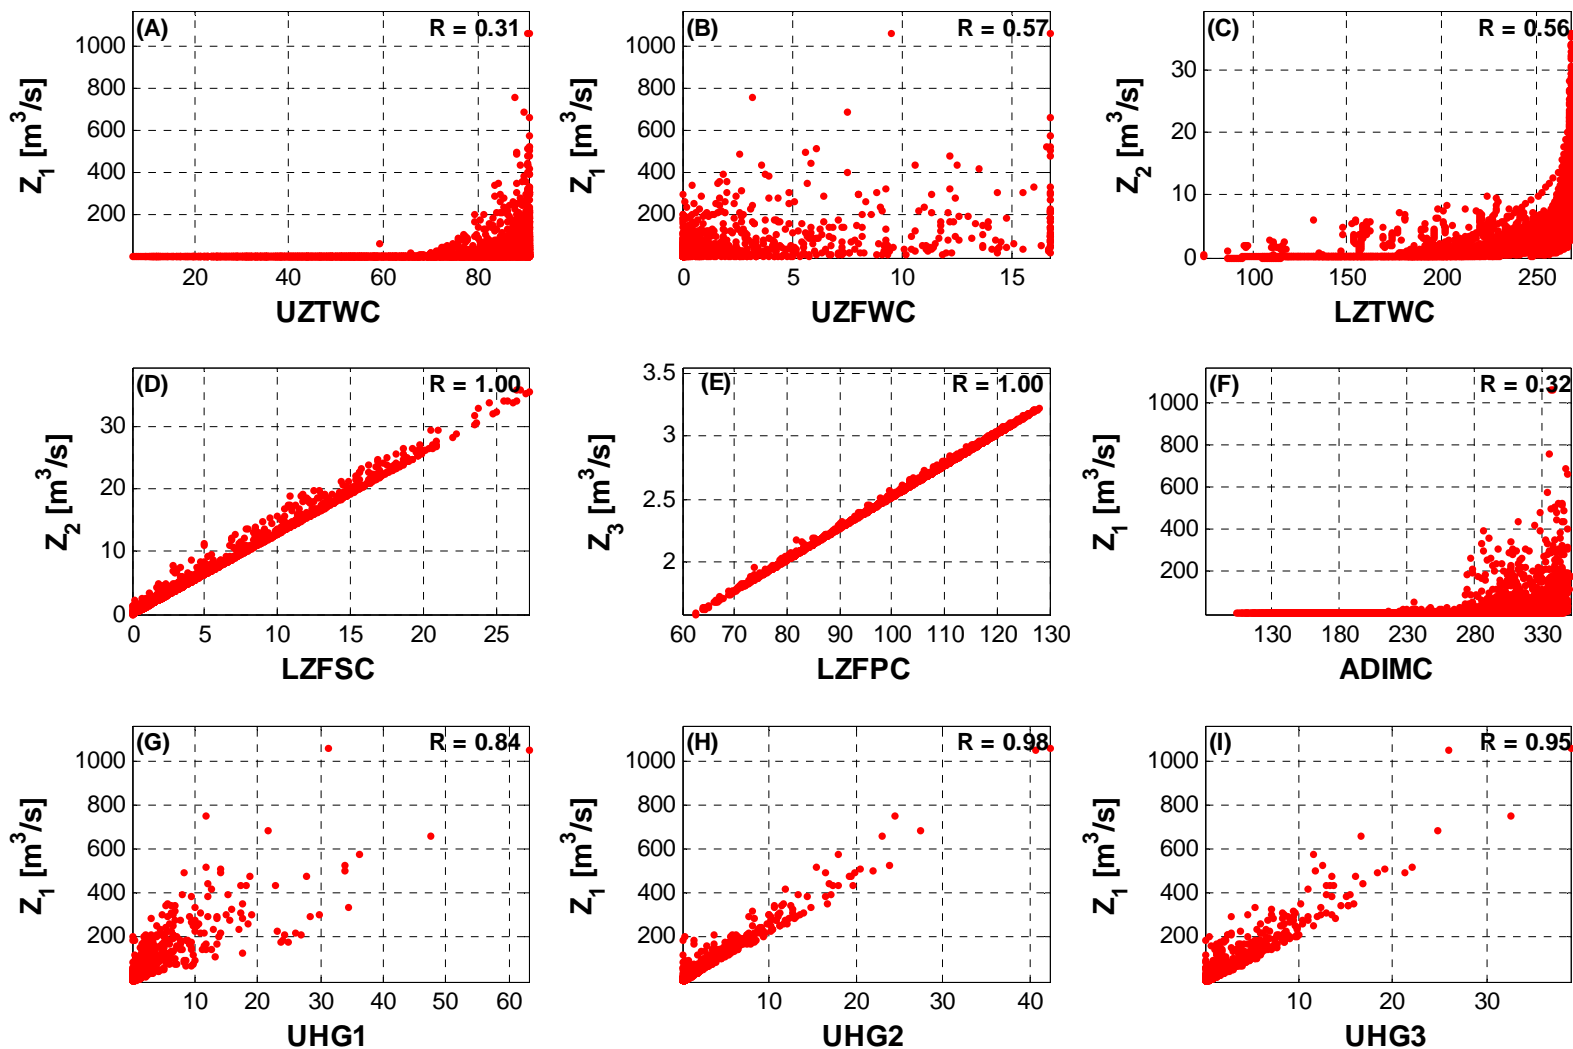 (A) R = 0.31
Z1 [m3/s]
1000
800
600
400
200
20 40 60 80
UZTWC
(B) R = 0.57
Z1 [m3/s]
1000
800
600
400
200
0 5 10 15
UZFWC
(C) R = 0.56
Z2 [m3/s]
30
20
10
0
100 150 200 250
LZTWC
(D) R = 1.00
Z2 [m3/s]
30
20
10
0
0 5 10 15 20 25
LZFSC
(E) R = 1.00
Z3 [m3/s]
3.5
3
2.5
2
60 70 80 90 100 110 120 130
LZFPC
(F) R = 0.32
Z1 [m3/s]
1000
800
600
400
200
130 180 230 280 330
ADIMC
(G) R = 0.84
Z1 [m3/s]
1000
800
600
400
200
10 20 30 40 50 60
UHG1
(H) R = 0.98
Z1 [m3/s]
1000
800
600
400
200
10 20 30 40
UHG2
(I) R = 0.95
Z1 [m3/s]
1000
800
600
400
200
10 20 30
UHG3